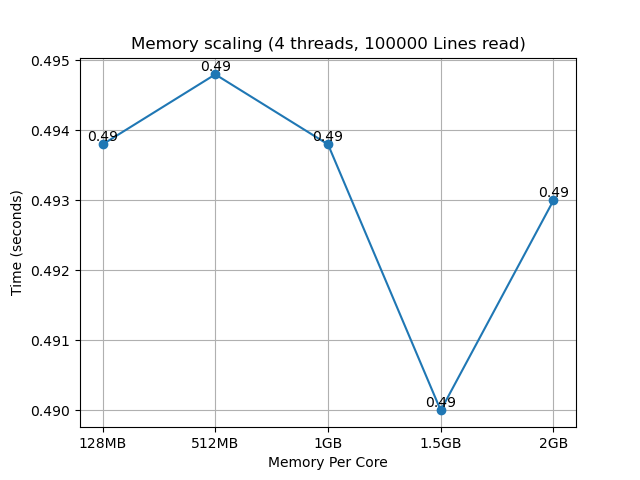 Memory scaling (4 threads, 100000 Lines read)
0.495
0.494
0.493
0.492
0.491
0.490
Time (seconds)
0.49
0.49
0.49
0.49
0.49
128MB
512MB
1GB
1.5GB
2GB
Memory Per Core